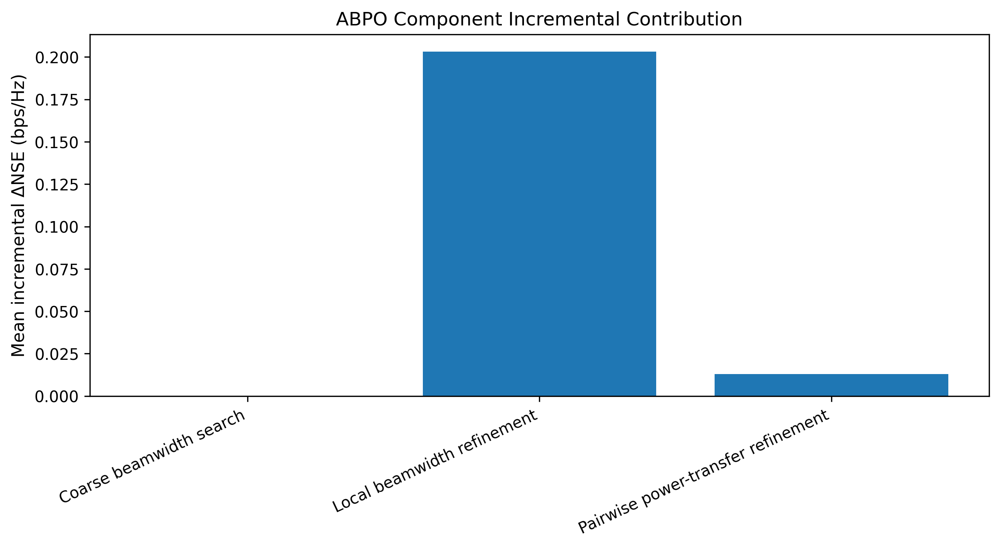 ABPO Component Incremental Contribution
Mean incremental ΔNSE (bps/Hz)
0.200
0.175
0.150
0.125
0.100
0.075
0.050
0.025
0.000
Coarse beamwidth search
Local beamwidth refinement
Pairwise power-transfer refinement